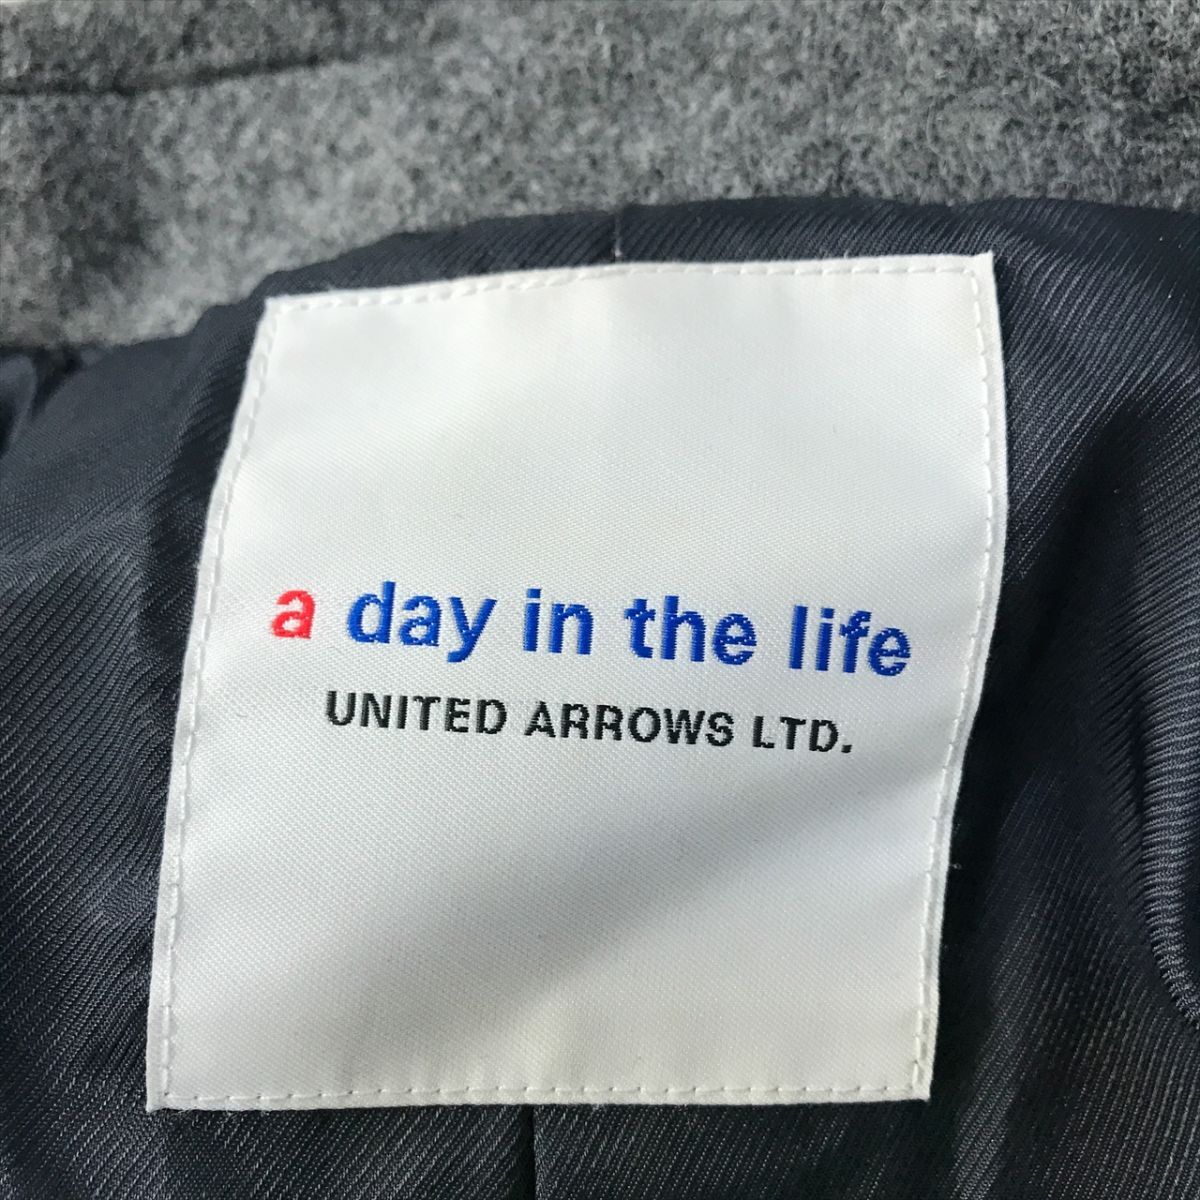 a day in the life
UNITED ARROWS LTD.